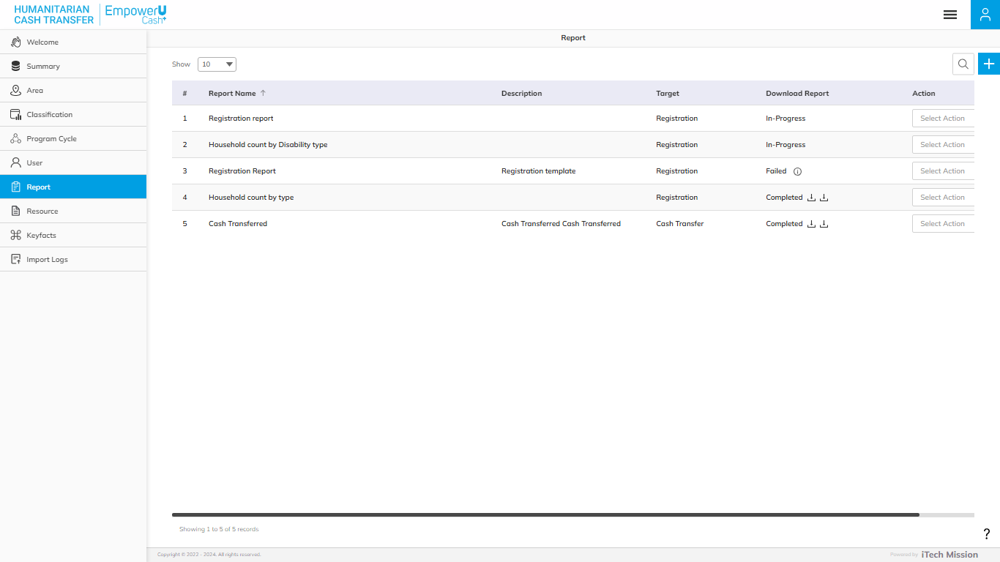 HUMANITARIAN
CASH TRANSFER
EmpowerU
Cash+
Welcome
Summary
Area
Classification
Program Cycle
User
Report
Resource
Keyfacts
Import Logs
Report
Show 10
# Report Name Description Target Download Report Action
1 Registration report Registration In-Progress Select Action
2 Household count by Disability type Registration In-Progress Select Action
3 Registration Report Registration template Registration Failed Select Action
4 Household count by type Registration Completed Select Action
5 Cash Transferred Cash Transferred Cash Transferred Cash Transfer Completed Select Action
Showing 1 to 5 of 5 records
?
Copyright © 2022 - 2024. All rights reserved.
Powered by iTech Mission